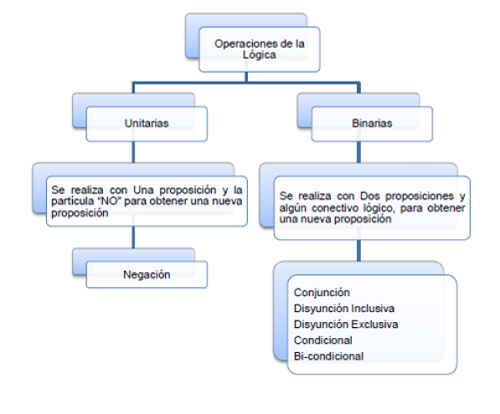 Operaciones de la
Lógica
Unitarias
Binarias
Se realiza con Una proposición y la
partícula “NO” para obtener una nueva
proposición
Se realiza con Dos proposiciones y
algún conectivo lógico, para obtener
una nueva proposición
Negación
Conjunción
Disyunción Inclusiva
Disyunción Exclusiva
Condicional
Bi-condicional